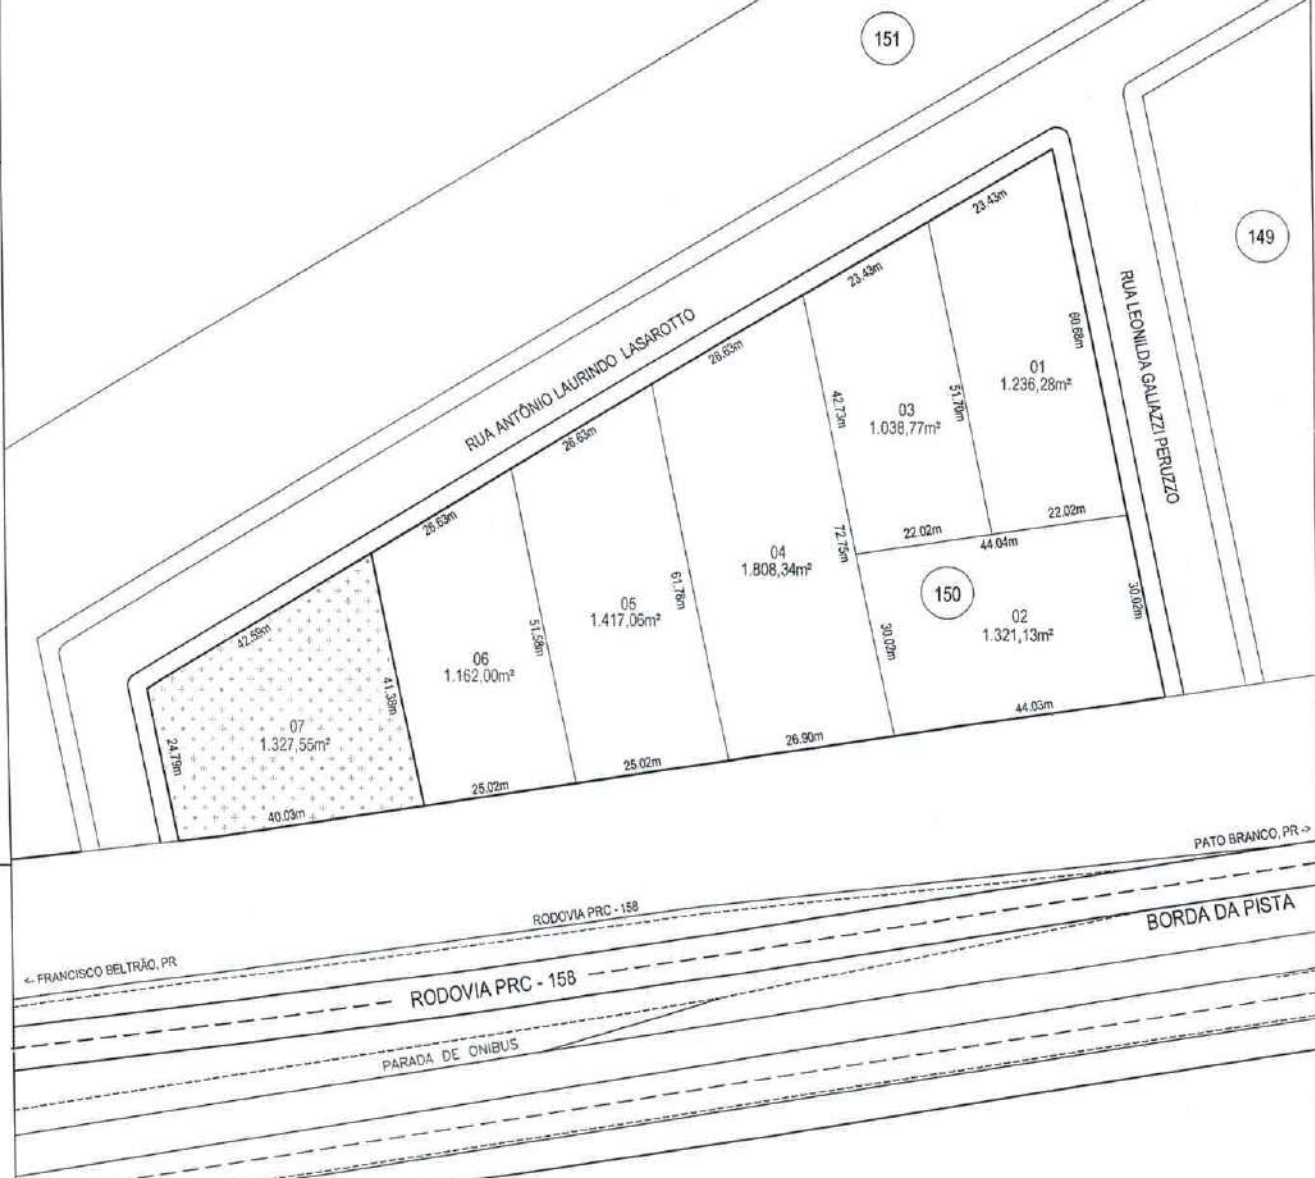 151
149
23.43m
23.43m
28.63m
26.63m
26.63m
42.59m
RUA ANTÔNIO LAURINDO LASAROTTO
RUA LEONILDA GALIAZZI PERUZZO
60.68m
01
1.236,28m²
51.70m
03
1.038,77m²
42.73m
22.02m
22.02m
44.04m
72.75m
04
1.808,34m²
150
02
1.321,13m²
30.02m
30.02m
44.03m
61.78m
05
1.417,06m²
26.90m
51.58m
06
1.162,00m²
25.02m
25.02m
41.38m
07
1.327,55m²
24.79m
40.03m
PATO BRANCO, PR ->
RODOVIA PRC - 158
BORDA DA PISTA
<- FRANCISCO BELTRÃO, PR
RODOVIA PRC - 158
PARADA DE ONIBUS